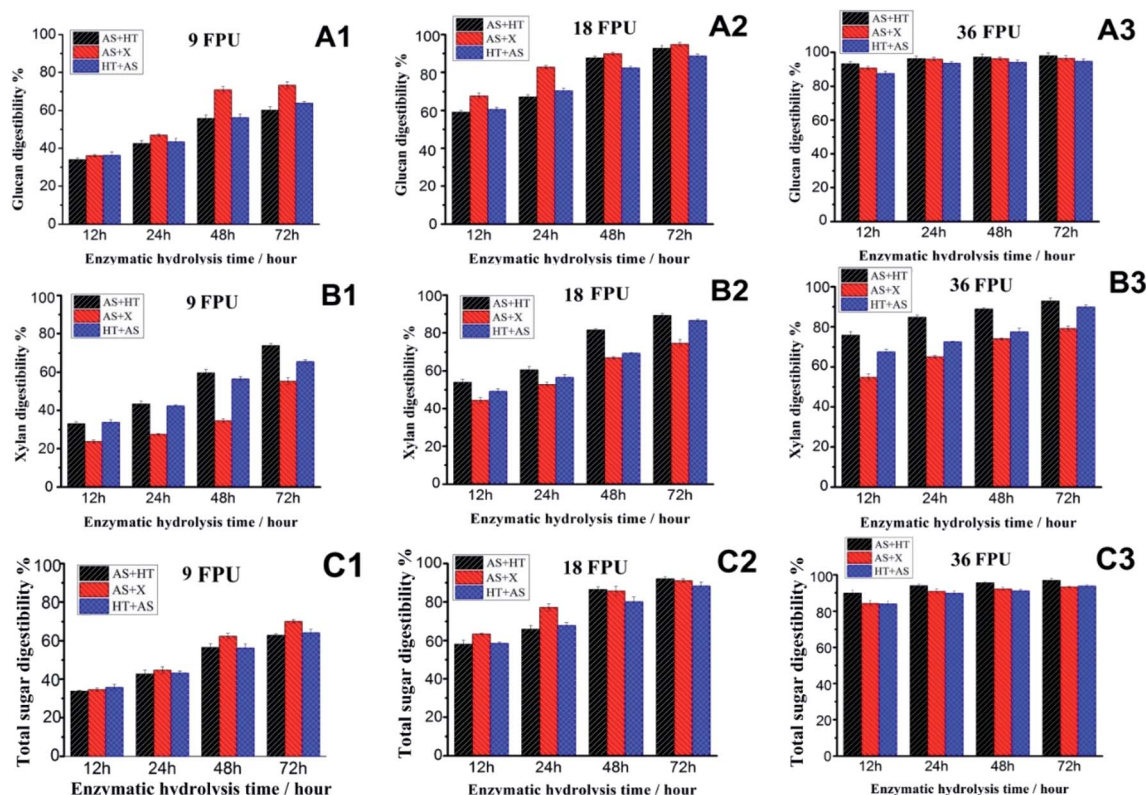 A1
9 FPU
AS+HT
AS+X
HT+AS
Glucan digestibility %
100
80
60
40
20
0
12h 24h 48h 72h
Enzymatic hydrolysis time / hour
A2
18 FPU
AS+HT
AS+X
HT+AS
Glucan digestibility %
100
80
60
40
20
0
12h 24h 48h 72h
Enzymatic hydrolysis time / hour
A3
36 FPU
AS+HT
AS+X
HT+AS
Glucan digestibility %
100
80
60
40
20
0
12h 24h 48h 72h
Enzymatic hydrolysis time / hour
B1
9 FPU
AS+HT
AS+X
HT+AS
Xylan digestibility %
100
80
60
40
20
0
12h 24h 48h 72h
Enzymatic hydrolysis time / hour
B2
18 FPU
AS+HT
AS+X
HT+AS
Xylan digestibility %
100
80
60
40
20
0
12h 24h 48h 72h
Enzymatic hydrolysis time / hour
B3
36 FPU
AS+HT
AS+X
HT+AS
Xylan digestibility %
100
80
60
40
20
0
12h 24h 48h 72h
Enzymatic hydrolysis time / hour
C1
9 FPU
AS+HT
AS+X
HT+AS
Total sugar digestibility %
100
80
60
40
20
0
12h 24h 48h 72h
Enzymatic hydrolysis time / hour
C2
18 FPU
AS+HT
AS+X
HT+AS
Total sugar digestibility %
100
80
60
40
20
0
12h 24h 48h 72h
Enzymatic hydrolysis time / hour
C3
36 FPU
AS+HT
AS+X
HT+AS
Total sugar digestibility %
100
80
60
40
20
0
12h 24h 48h 72h
Enzymatic hydrolysis time / hour